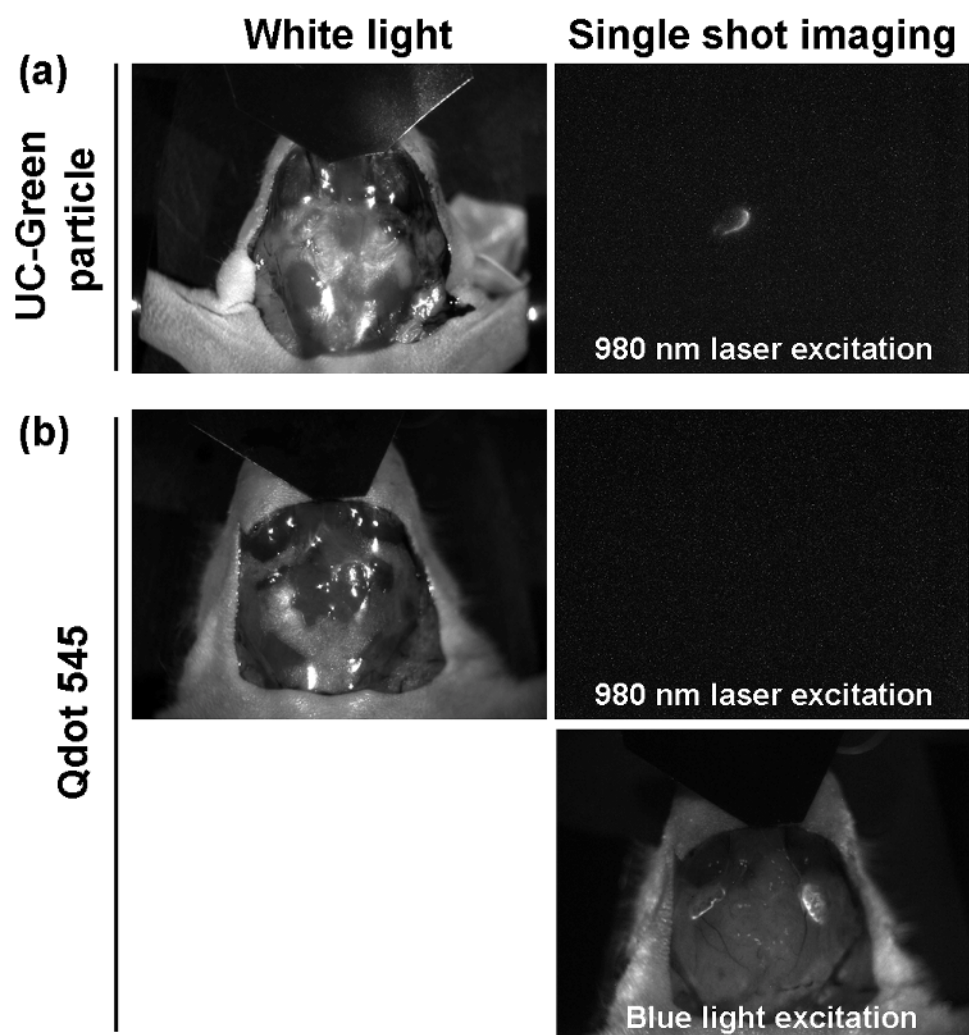 White light
Single shot imaging
(a)
UC-Green
particle
980 nm laser excitation
(b)
Qdot 545
980 nm laser excitation
Blue light excitation